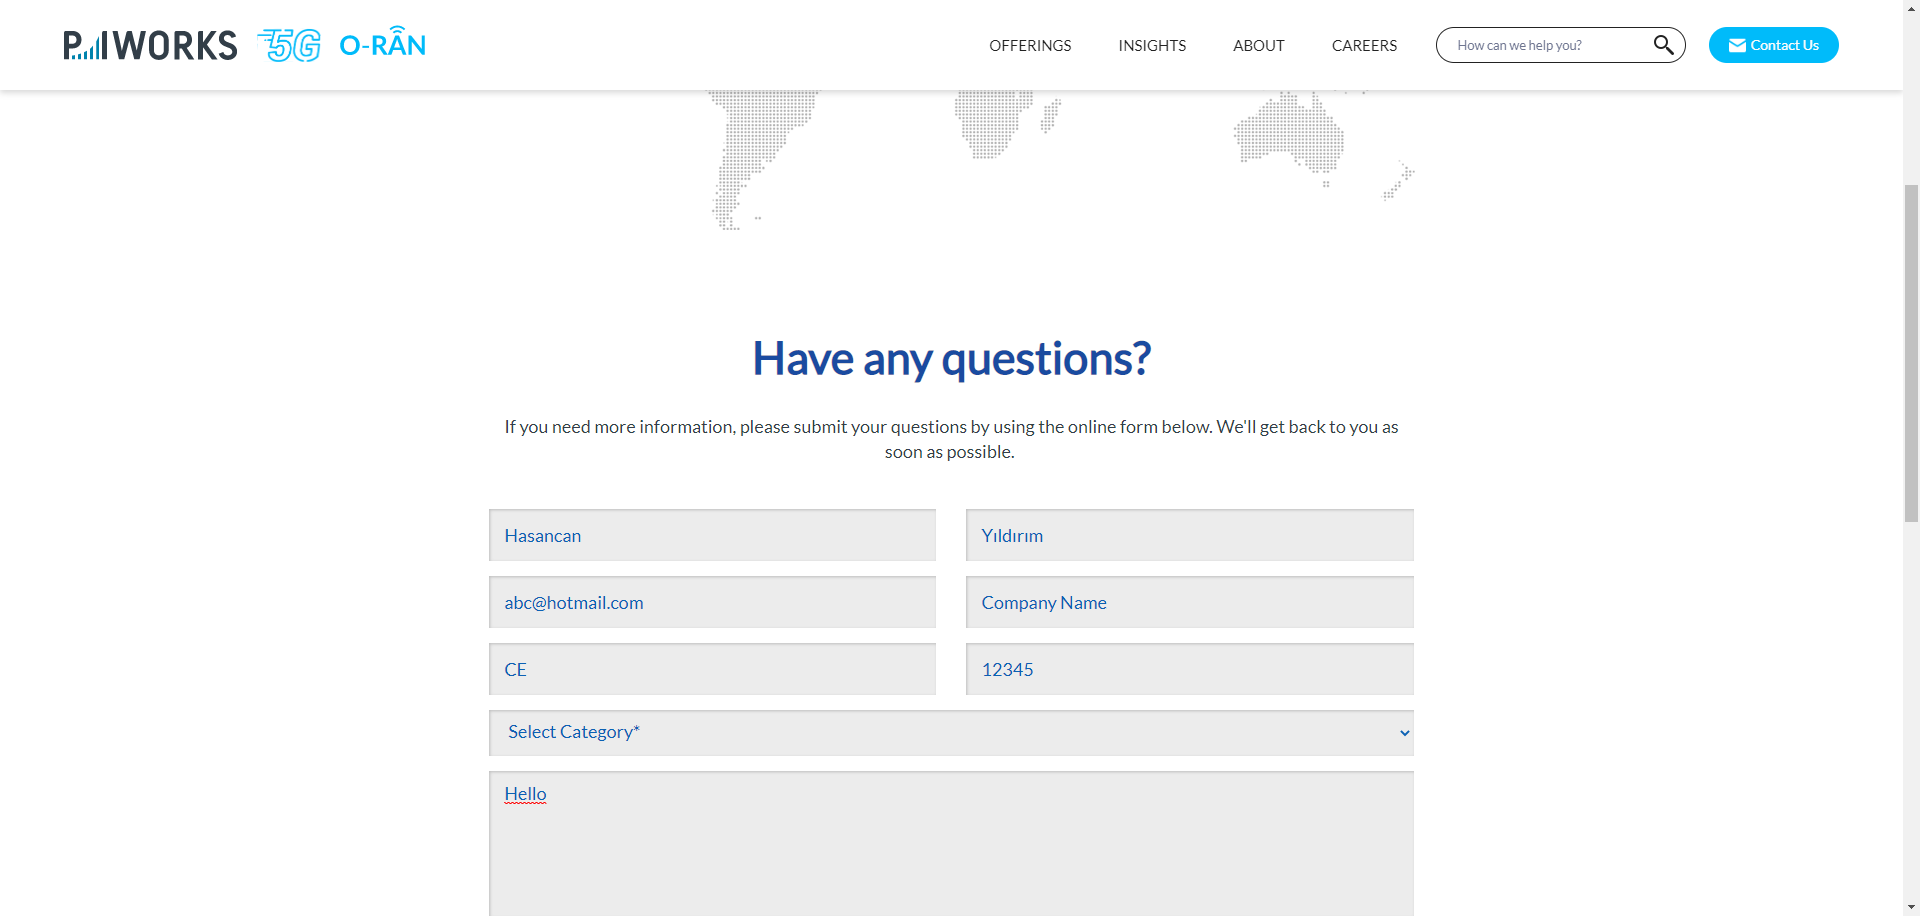 P.I WORKS 5G O-RAN OFFERINGS INSIGHTS ABOUT CAREERS How can we help you? Contact Us
Have any questions?
If you need more information, please submit your questions by using the online form below. We'll get back to you as
soon as possible.
Hasancan Yıldırım
abc@hotmail.com Company Name
CE 12345
Select Category*
Hello